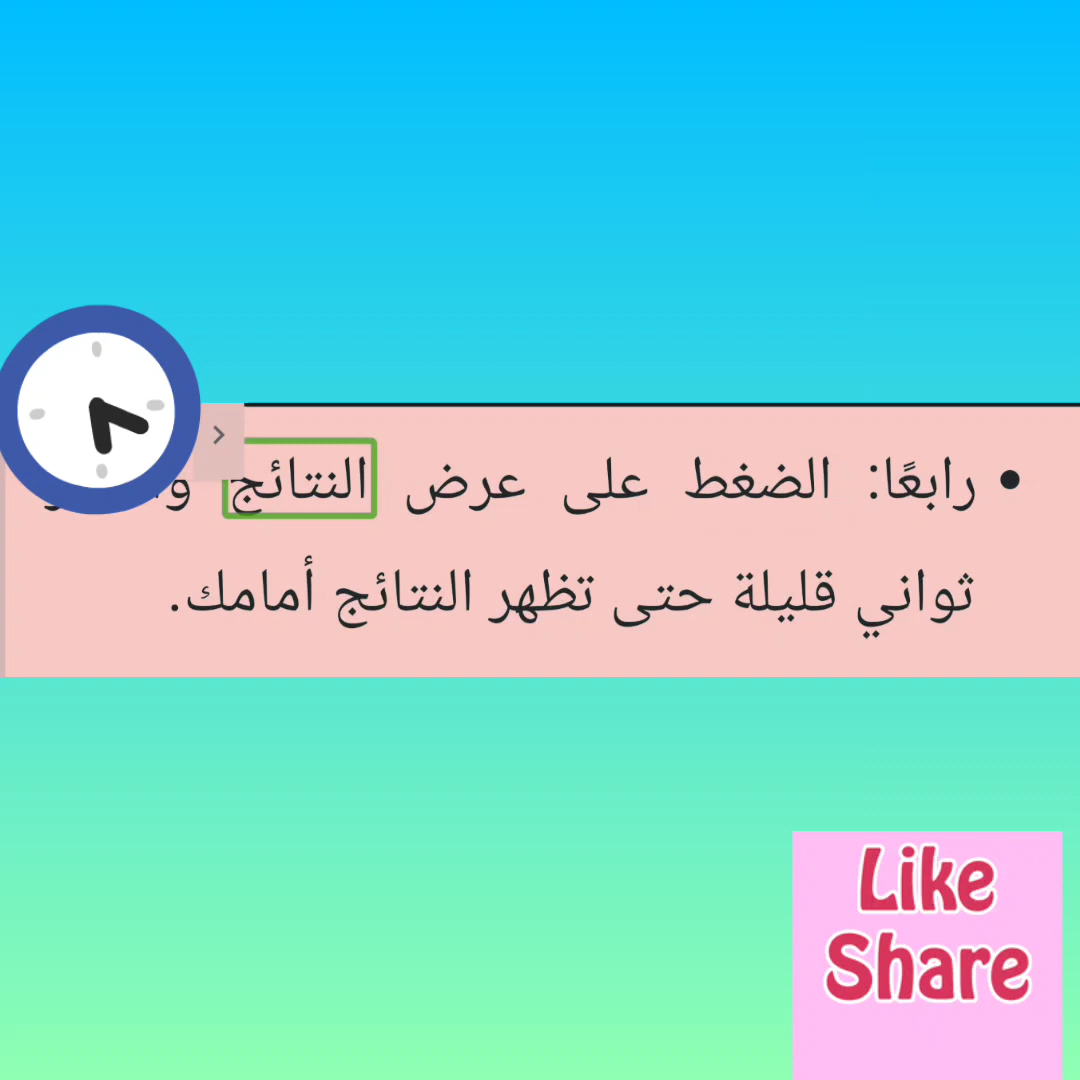 • رابعًا: الضغط على عرض النتائج
ثواني قليلة حتى تظهر النتائج أمامك.
Like
Share